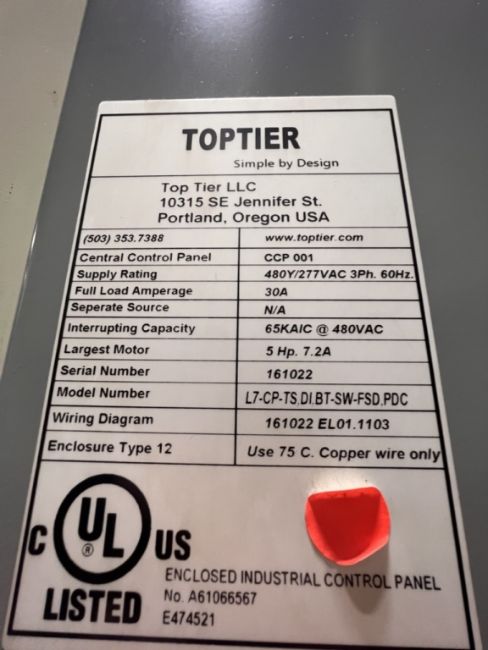 TOPTIER
Simple by Design
Top Tier LLC
10315 SE Jennifer St.
Portland, Oregon USA
(503) 353.7388 www.toptier.com
Central Control Panel CCP 001
Supply Rating 480Y/277VAC 3Ph. 60Hz.
Full Load Amperage 30A
Seperate Source N/A
Interrupting Capacity 65KAIC @ 480VAC
Largest Motor 5 Hp. 7.2A
Serial Number 161022
Model Number L7-CP-TS,DI.BT-SW-FSD,PDC
Wiring Diagram 161022 EL01.1103
Enclosure Type 12 Use 75 C. Copper wire only
C UL ® US
LISTED
ENCLOSED INDUSTRIAL CONTROL PANEL
No. A61066567
E474521